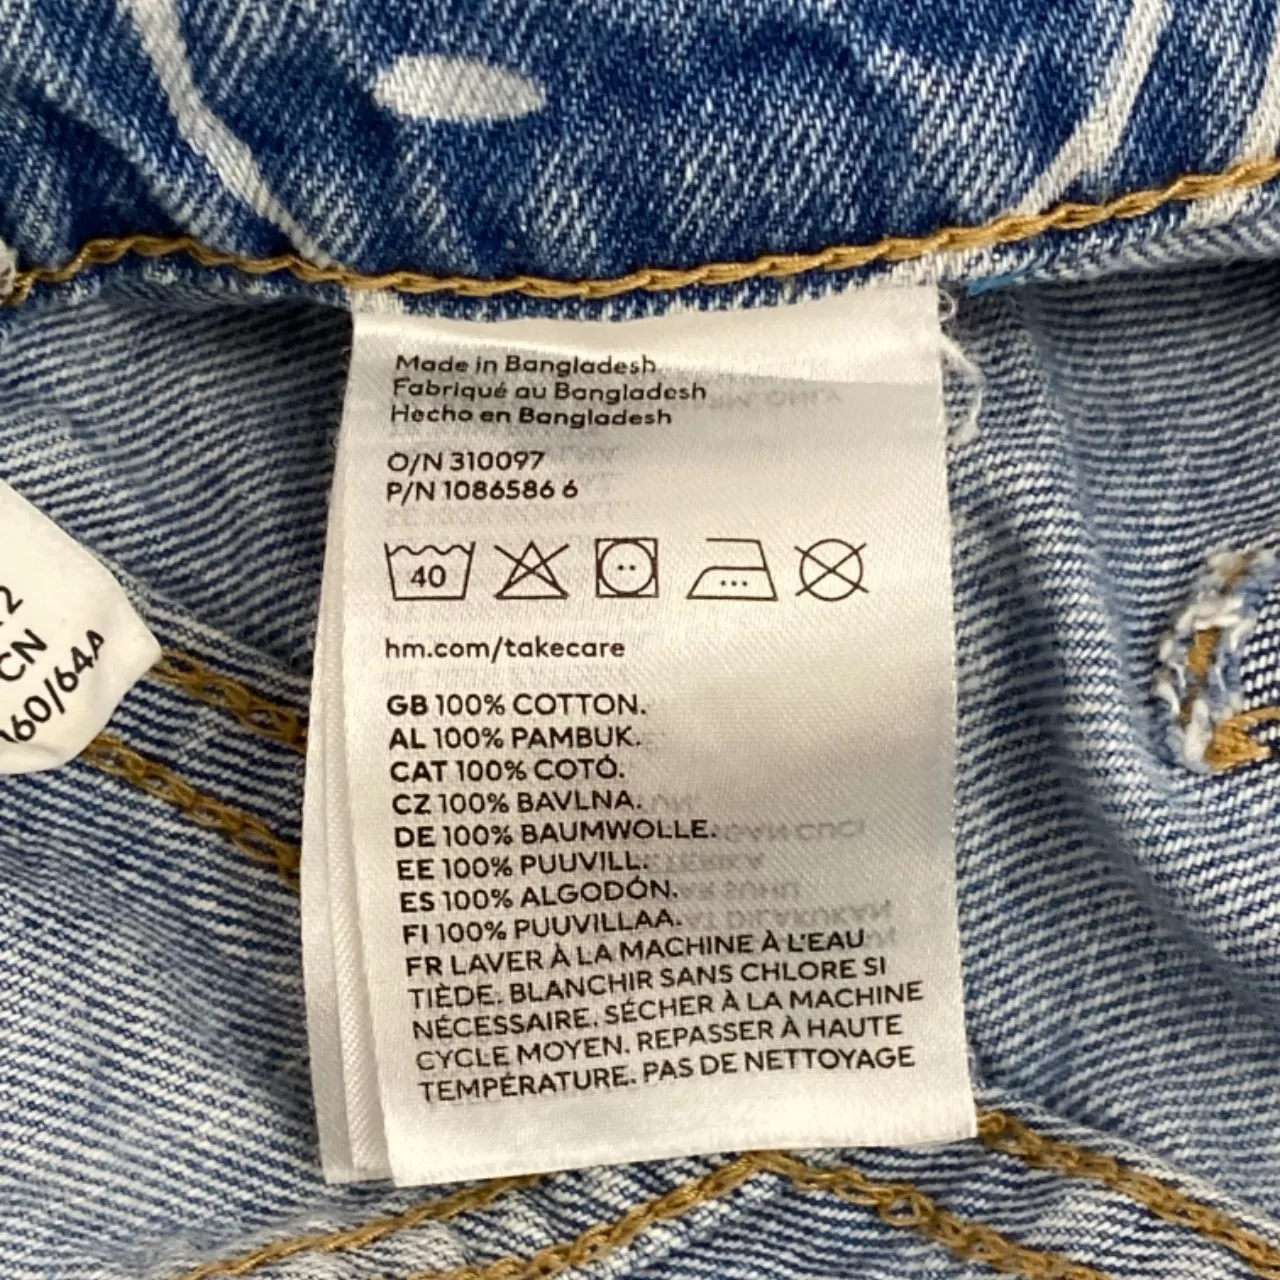 Made in Bangladesh
Fabriqué au Bangladesh
Hecho en Bangladesh
O/N 310097
P/N 1086586 6
40
hm.com/takecare
GB 100% COTTON.
AL 100% PAMBUK.
CAT 100% COTÓ.
CZ 100% BAVLNA.
DE 100% BAUMWOLLE.
EE 100% PUUVILL.
ES 100% ALGODÓN.
FI 100% PUUVILLAA.
FR LAVER À LA MACHINE À L'EAU
TIÈDE. BLANCHIR SANS CHLORE SI
NÉCESSAIRE. SÉCHER À LA MACHINE
CYCLE MOYEN. REPASSER À HAUTE
TEMPÉRATURE. PAS DE NETTOYAGE
CN
160/64A